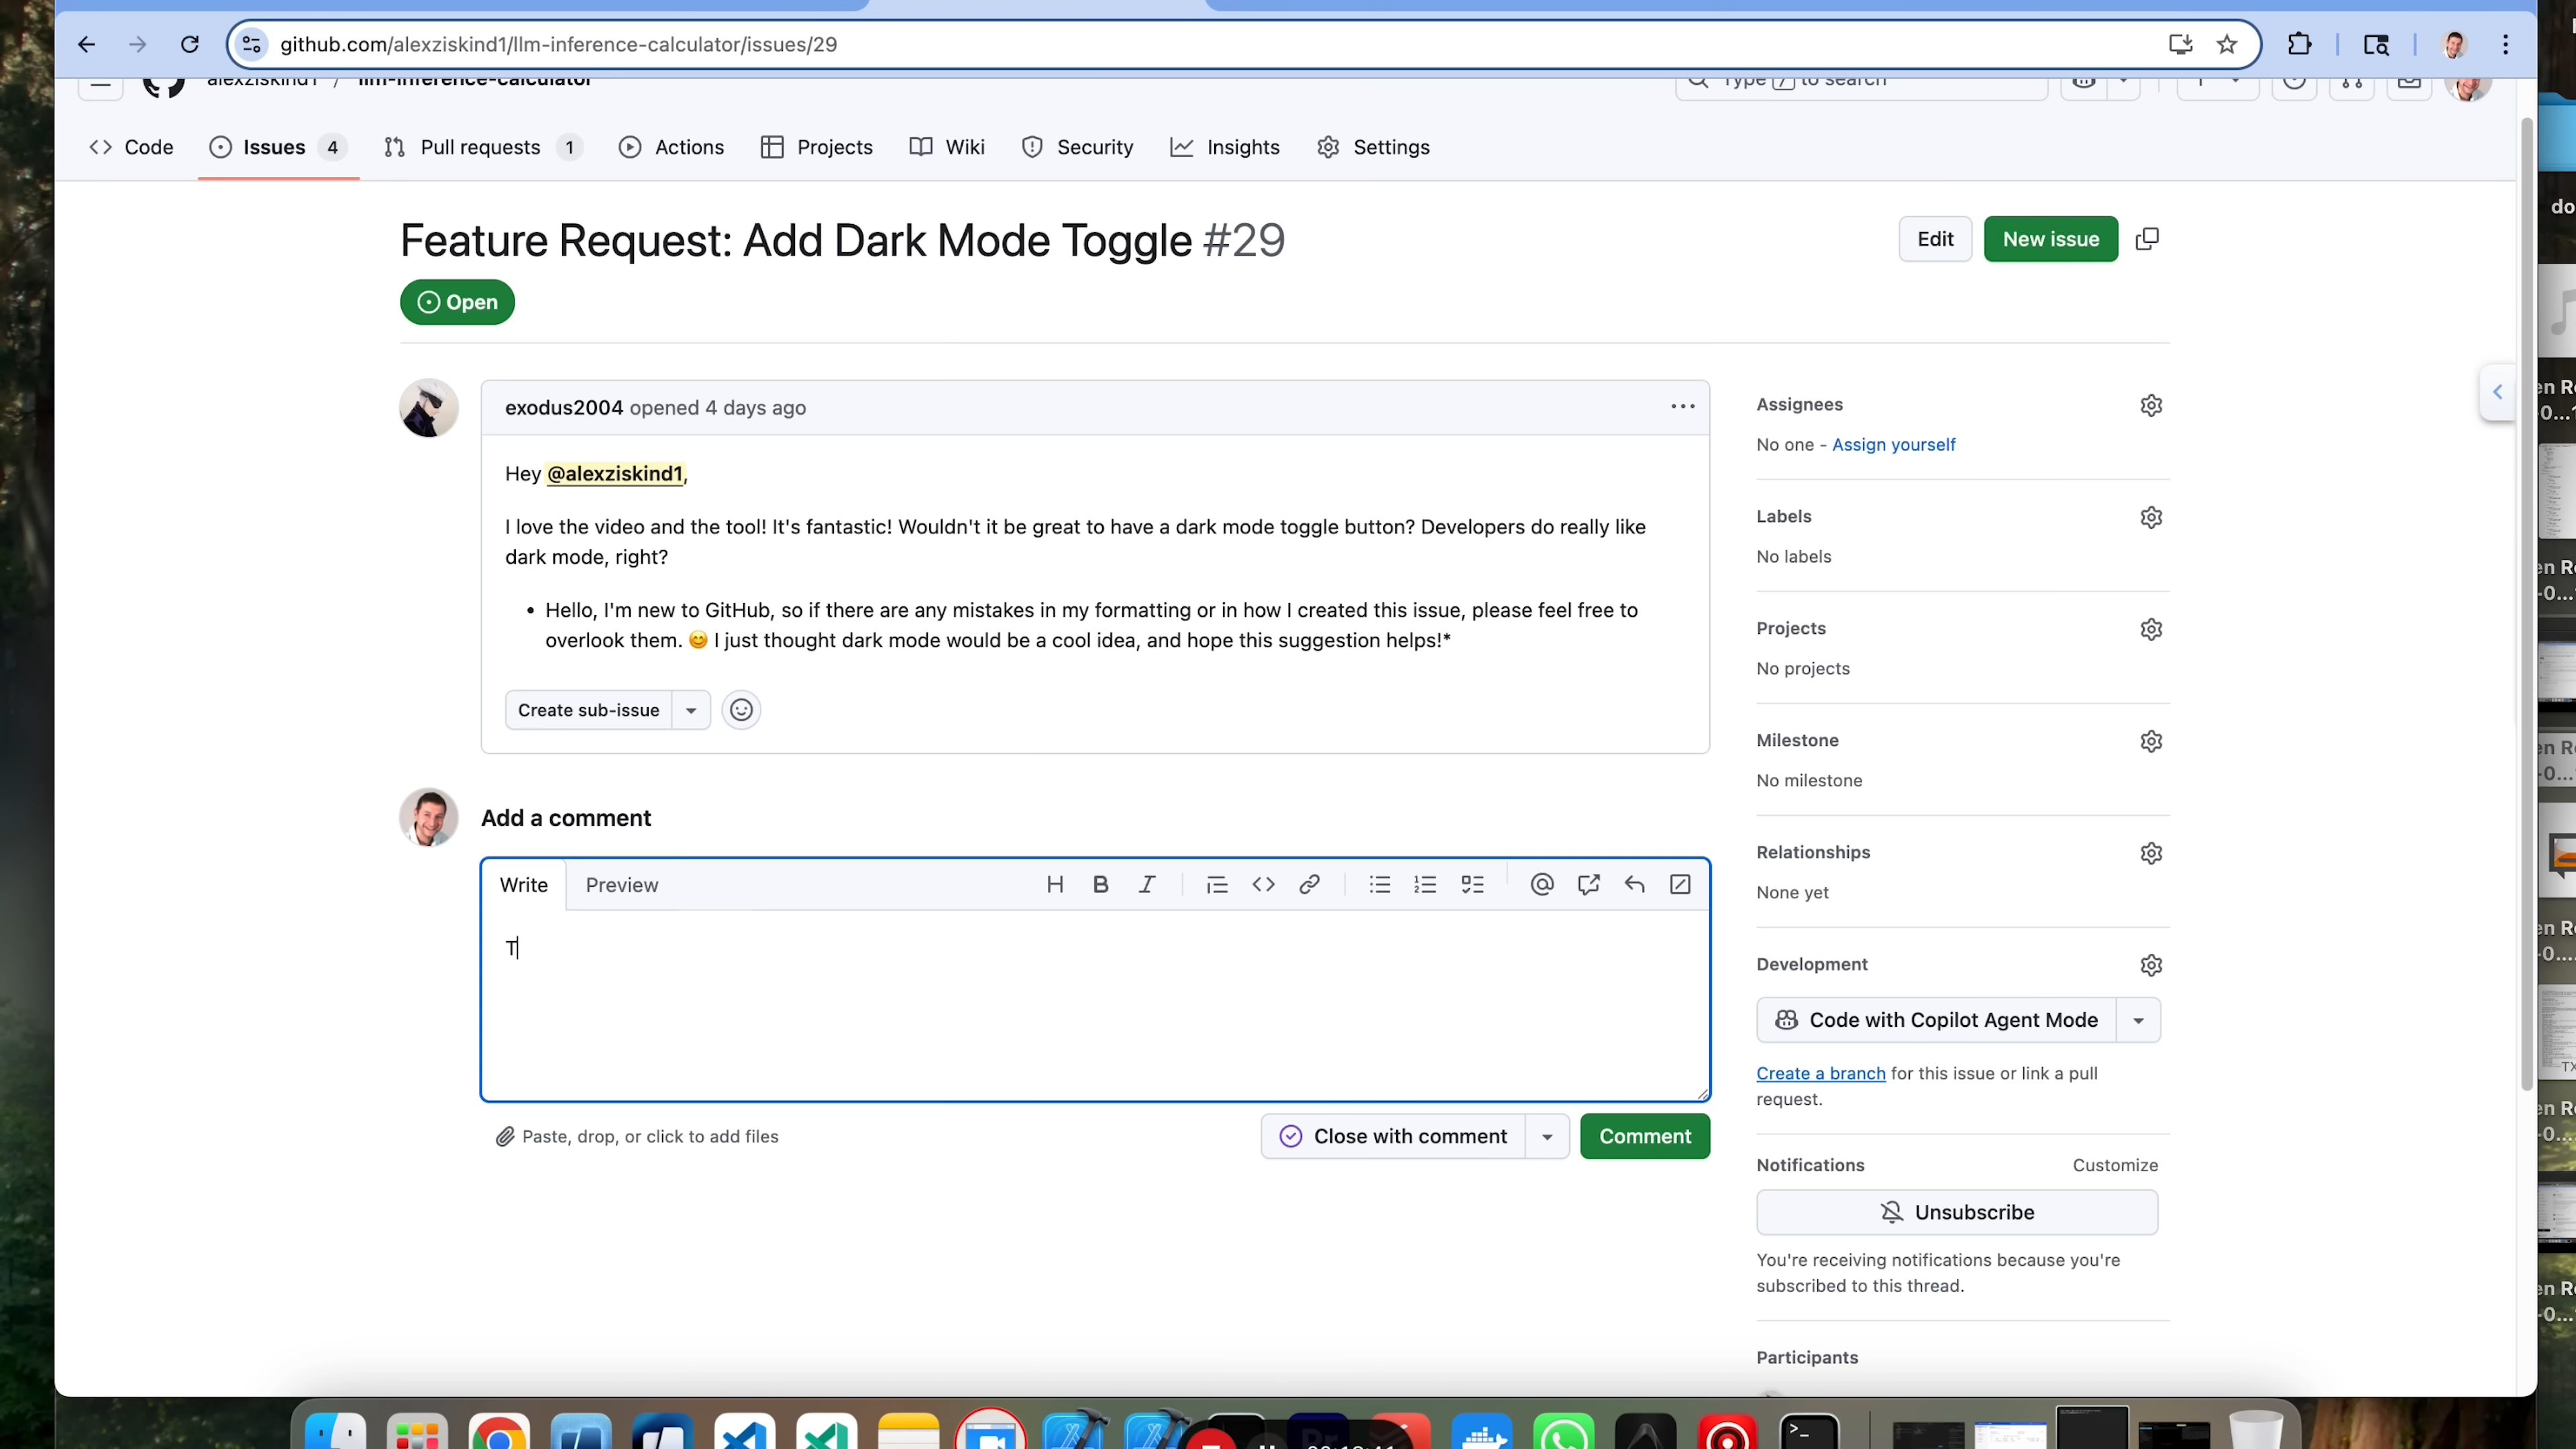 github.com/alexziskind1/llm-inference-calculator/issues/29
alexziskind1 / llm-inference-calculator
Type / to search
Code
Issues 4
Pull requests 1
Actions
Projects
Wiki
Security
Insights
Settings
Feature Request: Add Dark Mode Toggle #29
Edit
New issue
Open
exodus2004 opened 4 days ago
Hey @alexziskind1,
I love the video and the tool! It's fantastic! Wouldn't it be great to have a dark mode toggle button? Developers do really like
dark mode, right?
• Hello, I'm new to GitHub, so if there are any mistakes in my formatting or in how I created this issue, please feel free to
overlook them. 😊 I just thought dark mode would be a cool idea, and hope this suggestion helps!*
Create sub-issue
Add a comment
Write
Preview
T
Paste, drop, or click to add files
Close with comment
Comment
Assignees
No one - Assign yourself
Labels
No labels
Projects
No projects
Milestone
No milestone
Relationships
None yet
Development
Code with Copilot Agent Mode
Create a branch for this issue or link a pull
request.
Notifications
Customize
Unsubscribe
You're receiving notifications because you're
subscribed to this thread.
Participants